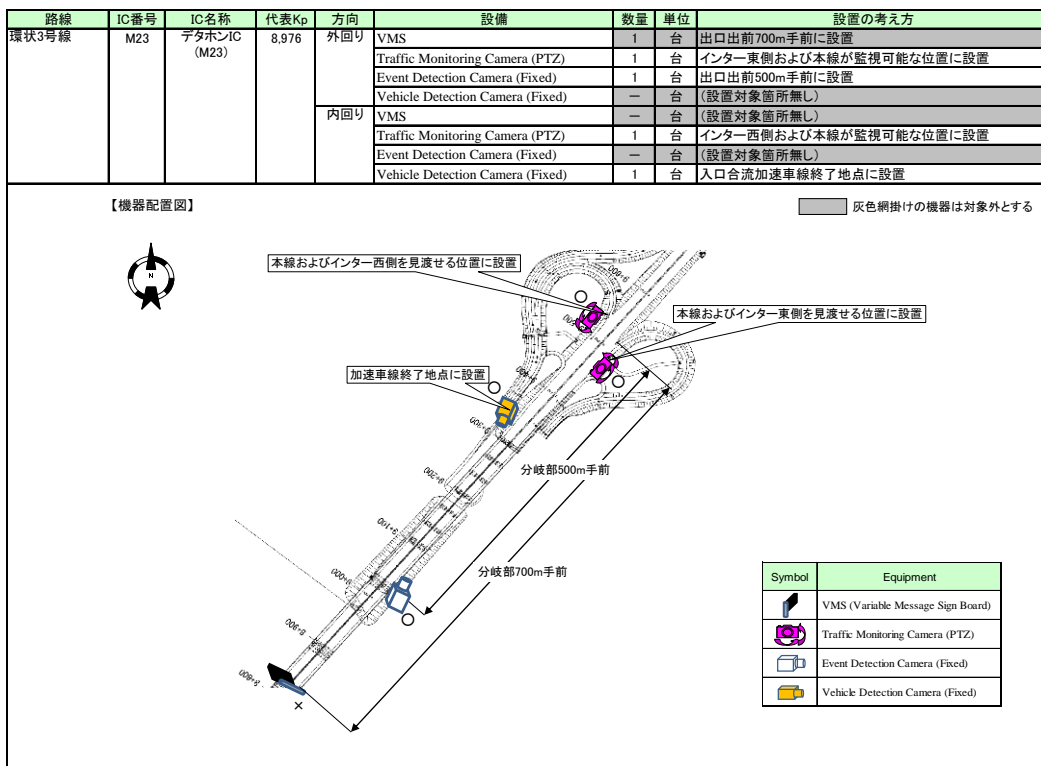 路線 IC番号 IC名称 代表Kp 方向 設備 数量 単位 設置の考え方
環状3号線 M23 デタホンIC (M23) 8,976 外回り VMS 1 台 出口出前700m手前に設置
Traffic Monitoring Camera (PTZ) 1 台 インター東側および本線が監視可能な位置に設置
Event Detection Camera (Fixed) 1 台 出口出前500m手前に設置
Vehicle Detection Camera (Fixed) － 台 (設置対象箇所無し)
内回り VMS － 台 (設置対象箇所無し)
Traffic Monitoring Camera (PTZ) 1 台 インター西側および本線が監視可能な位置に設置
Event Detection Camera (Fixed) － 台 (設置対象箇所無し)
Vehicle Detection Camera (Fixed) 1 台 入口合流加速車線終了地点に設置
【機器配置図】
灰色網掛けの機器は対象外とする
N
本線およびインター西側を見渡せる位置に設置
9+600
本線およびインター東側を見渡せる位置に設置
加速車線終了地点に設置
9+400
9+300
分岐部500m手前
9+200
9+100
分岐部700m手前
9+000
8+900
8+800
×
Symbol Equipment
VMS (Variable Message Sign Board)
Traffic Monitoring Camera (PTZ)
Event Detection Camera (Fixed)
Vehicle Detection Camera (Fixed)